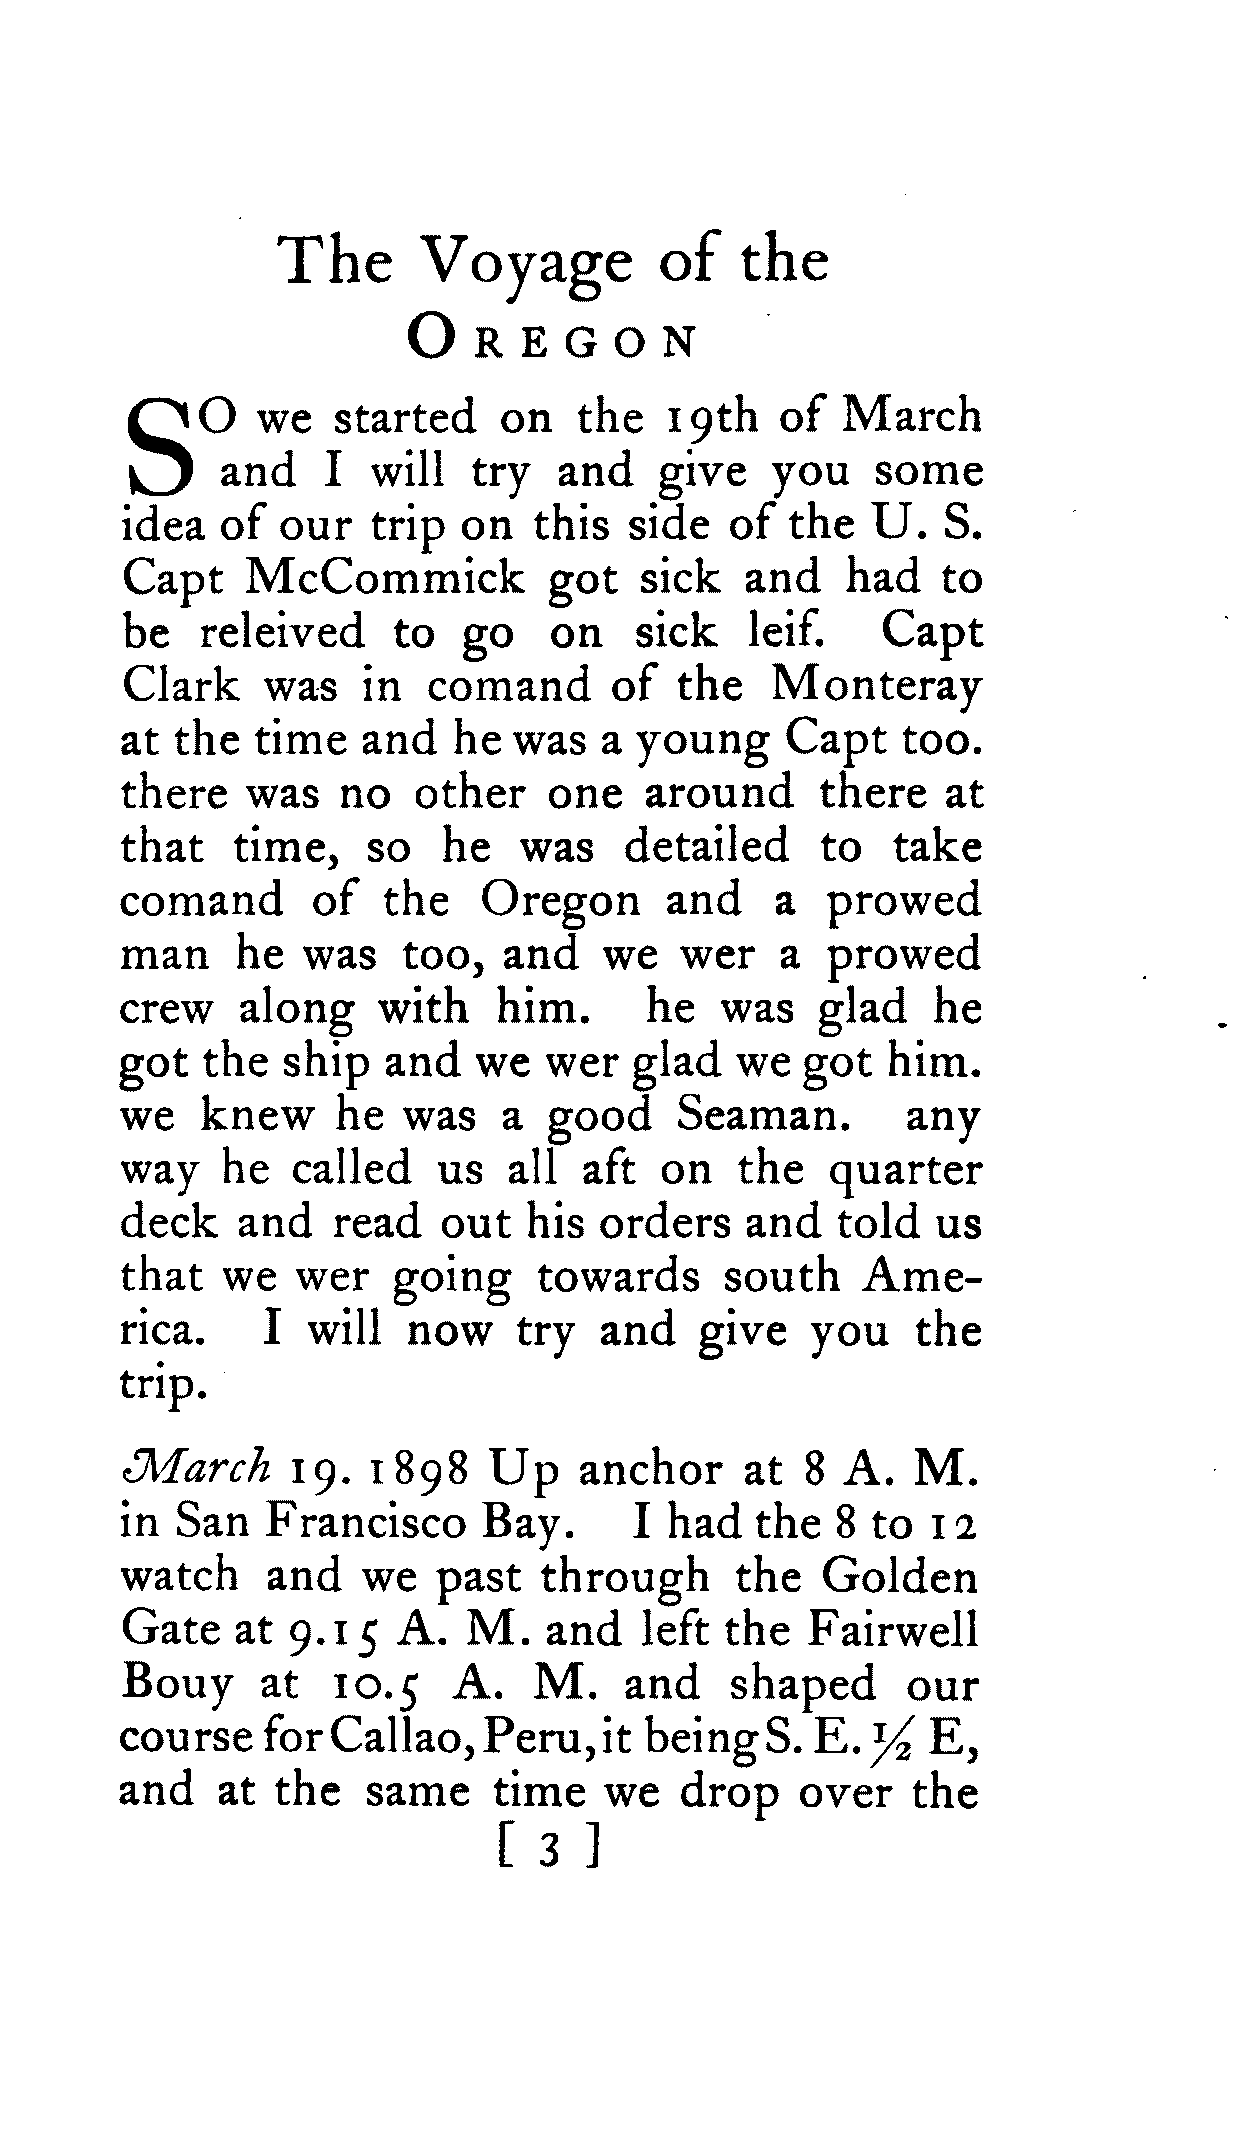 The Voyage of the
OREGON
SO we started on the 19th of March
and I will try and give you some
idea of our trip on this side of the U. S.
Capt McCommick got sick and had to
be releived to go on sick leif. Capt
Clark was in comand of the Monteray
at the time and he was a young Capt too.
there was no other one around there at
that time, so he was detailed to take
comand of the Oregon and a prowed
man he was too, and we wer a prowed
crew along with him. he was glad he
got the ship and we wer glad we got him.
we knew he was a good Seaman. any
way he called us all aft on the quarter
deck and read out his orders and told us
that we wer going towards south Ame-
rica. I will now try and give you the
trip.
March 19. 1898 Up anchor at 8 A. M.
in San Francisco Bay. I had the 8 to 12
watch and we past through the Golden
Gate at 9.15 A. M. and left the Fairwell
Bouy at 10.5 A. M. and shaped our
course for Callao, Peru, it being S. E. ½ E,
and at the same time we drop over the
[ 3 ]